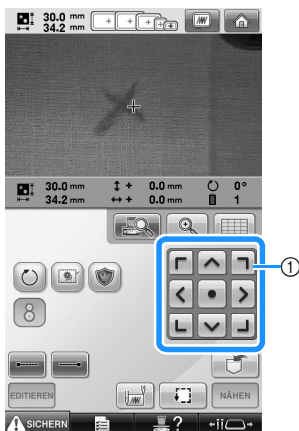 30.0 mm
34.2 mm
30.0 mm ↕ + 0.0 mm 0°
34.2 mm ↔ + 0.0 mm 1
1
EDITIEREN NÄHEN
SICHERN ?